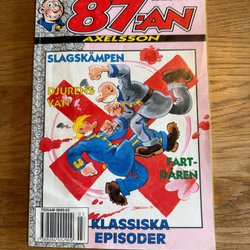 87:AN
AXELSSON
SLAGSKÄMPEN
DJURENS
VÄN
FART-
DÅREN
KLASSISKA
EPISODER